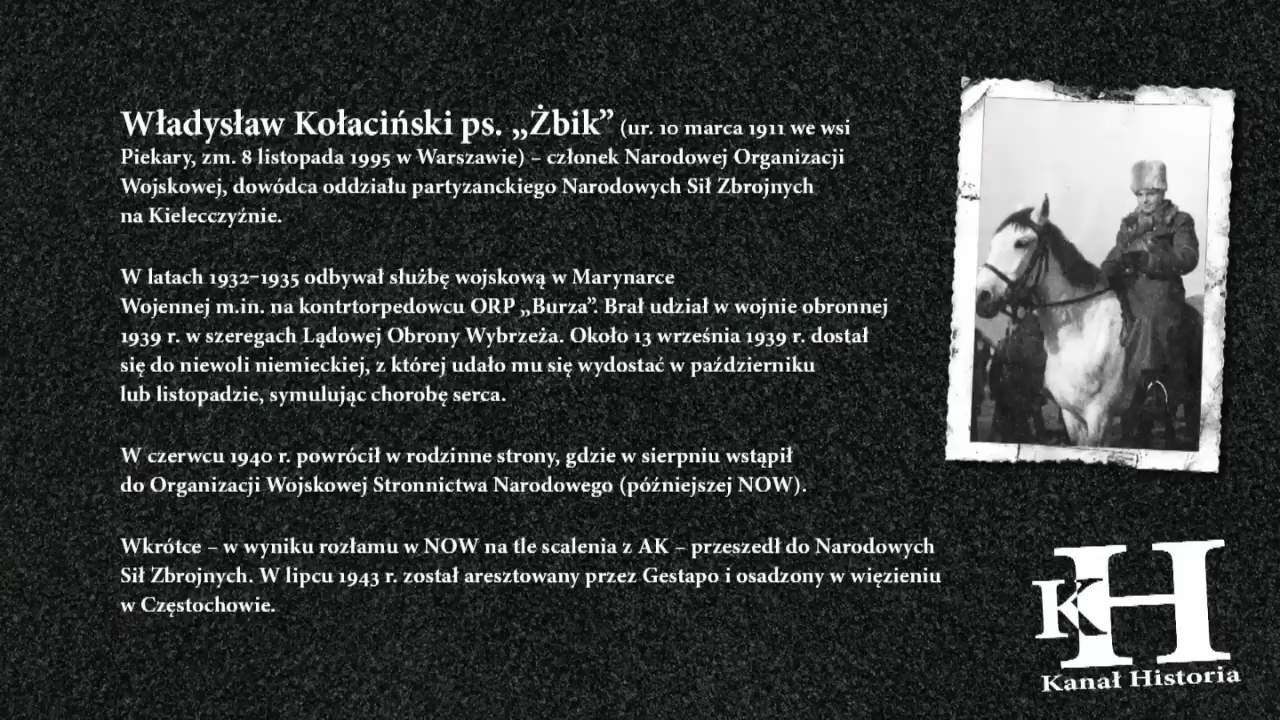 Władysław Kołaciński ps. „Żbik” (ur. 10 marca 1911 we wsi
Piekary, zm. 8 listopada 1995 w Warszawie) – członek Narodowej Organizacji
Wojskowej, dowódca oddziału partyzanckiego Narodowych Sił Zbrojnych
na Kielecczyźnie.
W latach 1932–1935 odbywał służbę wojskową w Marynarce
Wojennej m.in. na kontrtorpedowcu ORP „Burza”. Brał udział w wojnie obronnej
1939 r. w szeregach Lądowej Obrony Wybrzeża. Około 13 września 1939 r. dostał
się do niewoli niemieckiej, z której udało mu się wydostać w październiku
lub listopadzie, symulując chorobę serca.
W czerwcu 1940 r. powrócił w rodzinne strony, gdzie w sierpniu wstąpił
do Organizacji Wojskowej Stronnictwa Narodowego (późniejszej NOW).
Wkrótce – w wyniku rozłamu w NOW na tle scalenia z AK – przeszedł do Narodowych
Sił Zbrojnych. W lipcu 1943 r. został aresztowany przez Gestapo i osadzony w więzieniu
w Częstochowie.
KH
Kanał Historia